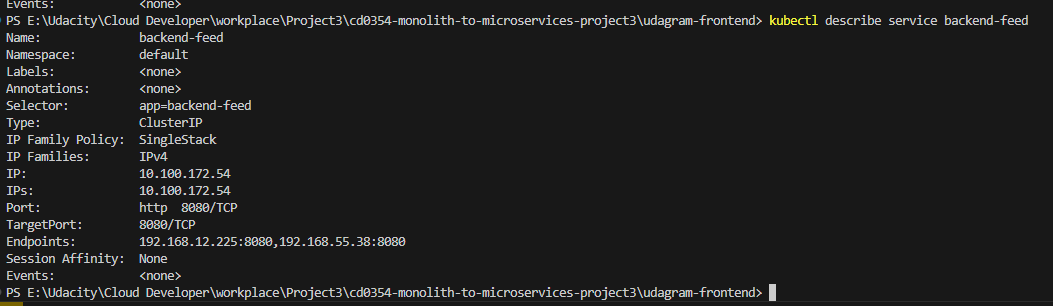 Events:            <none>
PS E:\Udacity\Cloud Developer\workplace\Project3\cd0354-monolith-to-microservices-project3\udagram-frontend> kubectl describe service backend-feed
Name:              backend-feed
Namespace:         default
Labels:            <none>
Annotations:       <none>
Selector:          app=backend-feed
Type:              ClusterIP
IP Family Policy:  SingleStack
IP Families:       IPv4
IP:                10.100.172.54
IPs:               10.100.172.54
Port:              http  8080/TCP
TargetPort:        8080/TCP
Endpoints:         192.168.12.225:8080,192.168.55.38:8080
Session Affinity:  None
Events:            <none>
PS E:\Udacity\Cloud Developer\workplace\Project3\cd0354-monolith-to-microservices-project3\udagram-frontend>